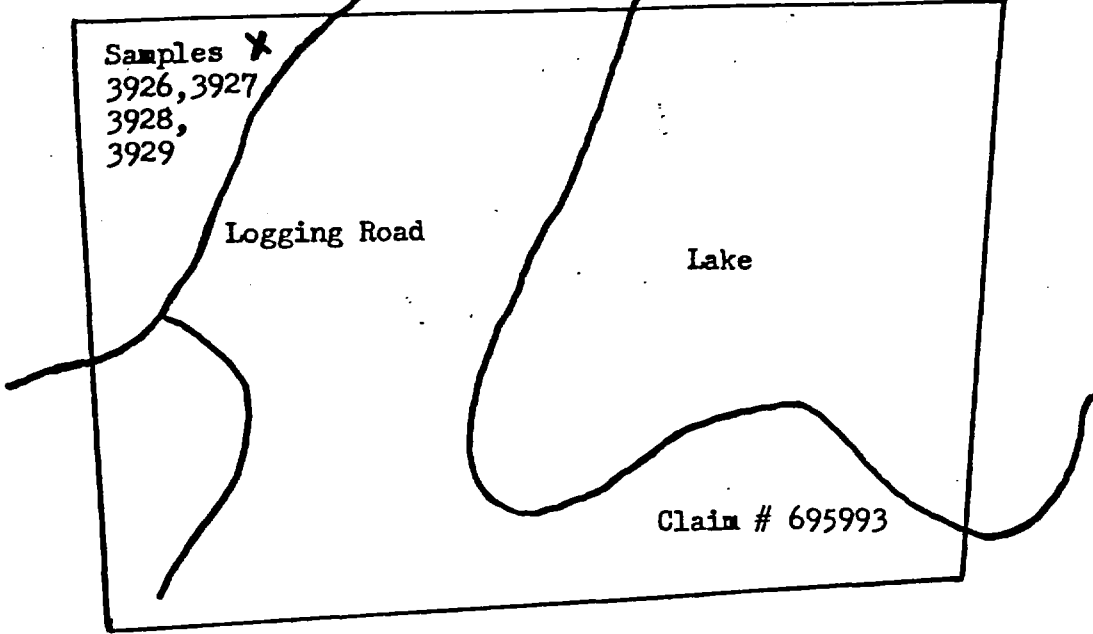 Samples X
3926,3927
3928,
3929
Logging Road
Lake
Claim # 695993